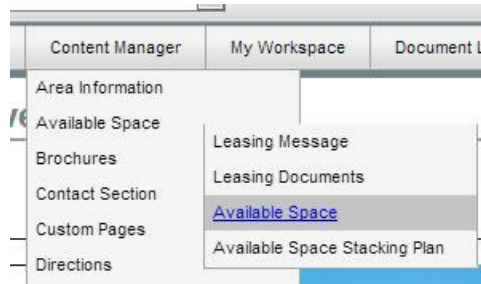 Content Manager
My Workspace
Document L
Area Information
Available Space
Brochures
Contact Section
Custom Pages
Directions
Leasing Message
Leasing Documents
Available Space
Available Space Stacking Plan